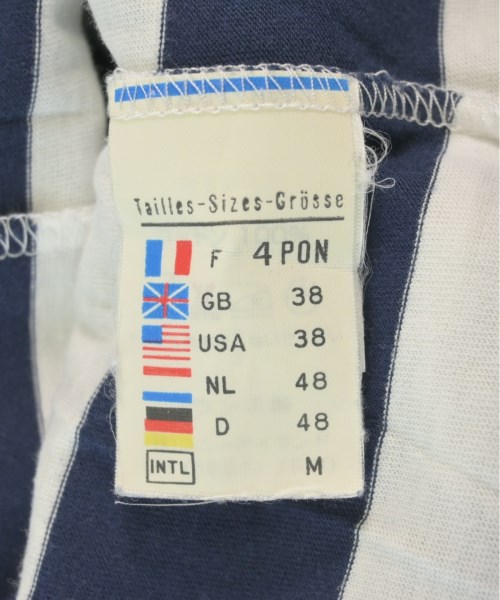 Tailles-Sizes-Grösse
F 4 PON
GB 38
USA 38
NL 48
D 48
INTL M